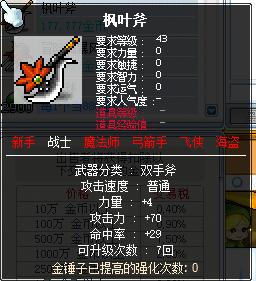 枫叶斧
要求等级： 43
要求力量： 0
要求敏捷： 0
要求智力： 0
要求运气： 0
要求人气度： -
道具等级： -
道具经验值 -
新手 战士 魔法师 弓箭手 飞侠 海盗
武器分类 : 双手斧
攻击速度 : 普通
力量 : +4
攻击力 : +70
命中率 : +29
可升级次数 : 7回
金锤子已提高的强化次数: 0